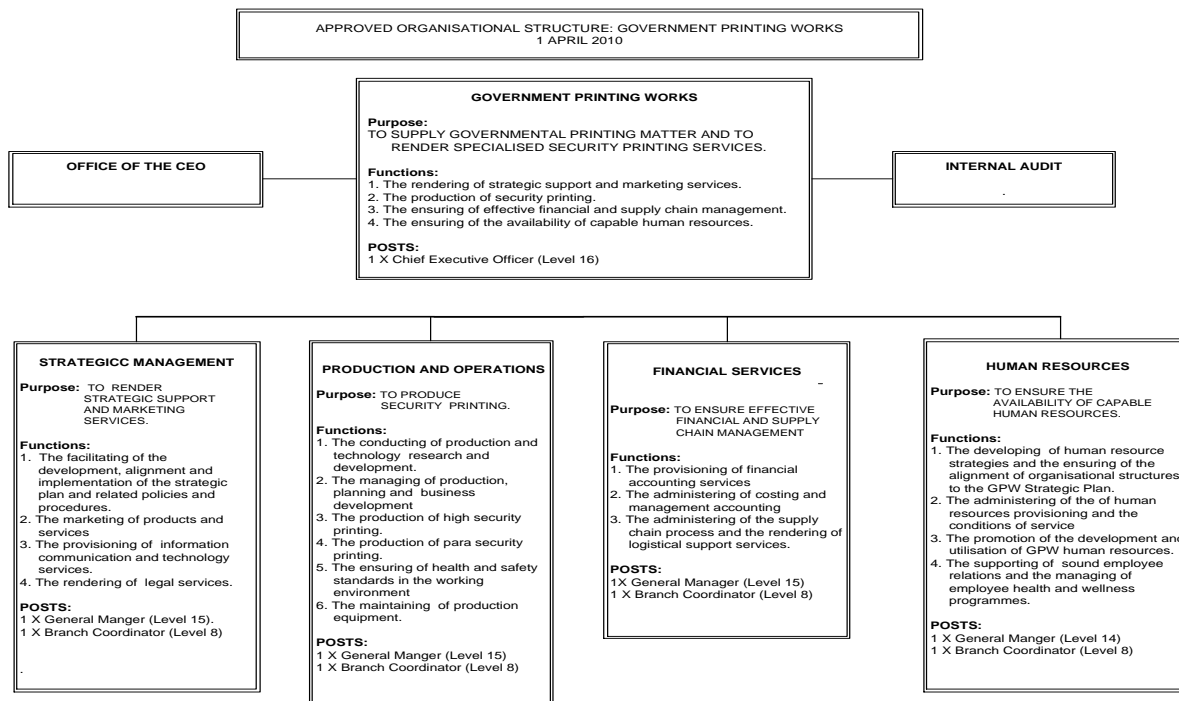 APPROVED ORGANISATIONAL STRUCTURE: GOVERNMENT PRINTING WORKS
1 APRIL 2010
GOVERNMENT PRINTING WORKS
Purpose:
TO SUPPLY GOVERNMENTAL PRINTING MATTER AND TO
RENDER SPECIALISED SECURITY PRINTING SERVICES.
Functions:
1. The rendering of strategic support and marketing services.
2. The production of security printing.
3. The ensuring of effective financial and supply chain management.
4. The ensuring of the availability of capable human resources.
POSTS:
1 X Chief Executive Officer (Level 16)
OFFICE OF THE CEO
INTERNAL AUDIT
.
STRATEGICC MANAGEMENT
Purpose: TO RENDER
STRATEGIC SUPPORT
AND MARKETING
SERVICES.
Functions:
1. The facilitating of the
development, alignment and
implementation of the strategic
plan and related policies and
procedures.
2. The marketing of products and
services
3. The provisioning of information
communication and technology
services.
4. The rendering of legal services.
POSTS:
1 X General Manger (Level 15).
1 X Branch Coordinator (Level 8)
.
PRODUCTION AND OPERATIONS
Purpose: TO PRODUCE
SECURITY PRINTING.
Functions:
1. The conducting of production and
technology research and
development.
2. The managing of production,
planning and business
development
3. The production of high security
printing.
4. The production of para security
printing.
5. The ensuring of health and safety
standards in the working
environment
6. The maintaining of production
equipment.
POSTS:
1 X General Manger (Level 15)
1 X Branch Coordinator (Level 8)
FINANCIAL SERVICES
–
Purpose: TO ENSURE EFFECTIVE
FINANCIAL AND SUPPLY
CHAIN MANAGEMENT
Functions:
1. The provisioning of financial
accounting services
2. The administering of costing and
management accounting
3. The administering of the supply
chain process and the rendering of
logistical support services.
POSTS:
1X General Manager (Level 15)
1 X Branch Coordinator (Level 8)
HUMAN RESOURCES
Purpose: TO ENSURE THE
AVAILABILITY OF CAPABLE
HUMAN RESOURCES.
Functions:
1. The developing of human resource
strategies and the ensuring of the
alignment of organisational structures
to the GPW Strategic Plan.
2. The administering of the of human
resources provisioning and the
conditions of service
3. The promotion of the development and
utilisation of GPW human resources.
4. The supporting of sound employee
relations and the managing of
employee health and wellness
programmes.
POSTS:
1 X General Manger (Level 14)
1 X Branch Coordinator (Level 8)